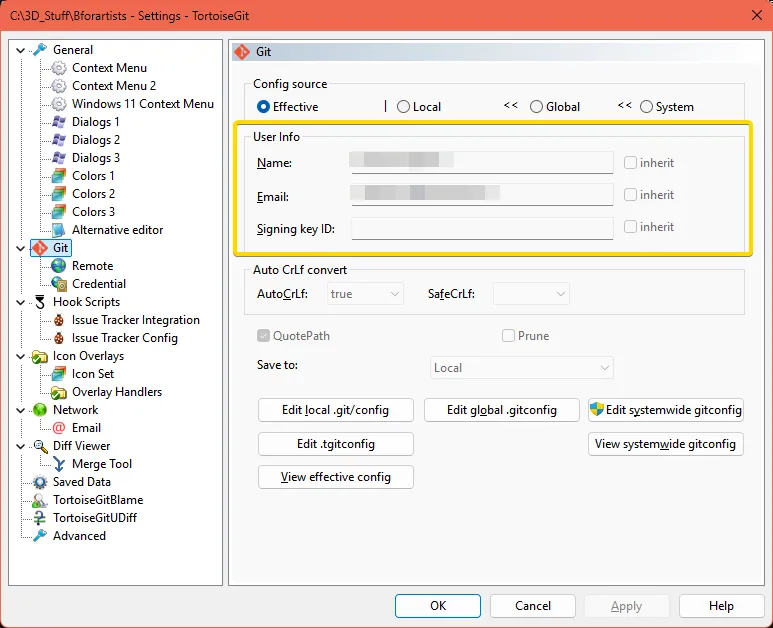 C:\3D_Stuff\Bforartists - Settings - TortoiseGit
General
Context Menu
Context Menu 2
Windows 11 Context Menu
Dialogs 1
Dialogs 2
Dialogs 3
Colors 1
Colors 2
Colors 3
Alternative editor
Git
Remote
Credential
Hook Scripts
Issue Tracker Integration
Issue Tracker Config
Icon Overlays
Icon Set
Overlay Handlers
Network
Email
Diff Viewer
Merge Tool
Saved Data
TortoiseGitBlame
TortoiseGitUDiff
Advanced
Git
Config source
Effective | Local << Global << System
User Info
Name: inherit
Email: inherit
Signing key ID: inherit
Auto CrLf convert
AutoCrLf: true SafeCrLf:
QuotePath Prune
Save to: Local
Edit local .git/config Edit global .gitconfig Edit systemwide gitconfig
Edit .tgitconfig View systemwide gitconfig
View effective config
OK Cancel Apply Help